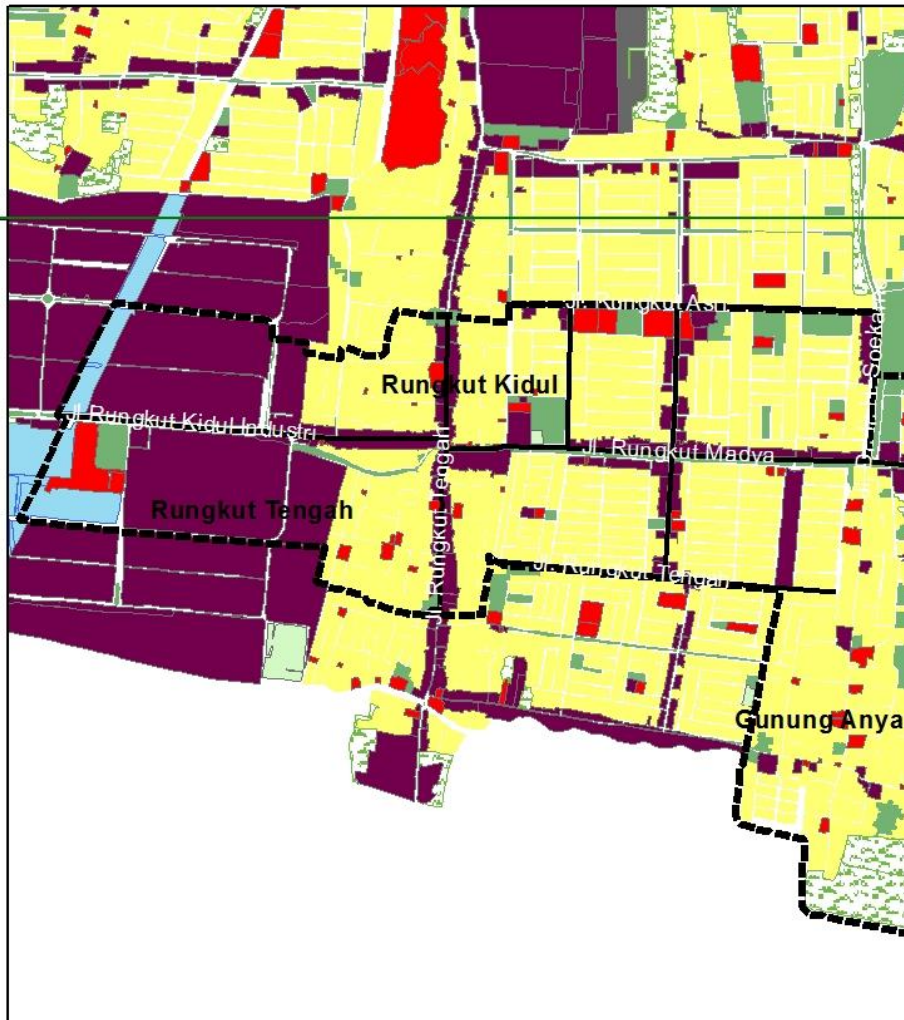 Jl. Rungkut Asri
Soekarno
Rungkut Kidul
Jl Rungkut Kidul Industri
Jl. Rungkut Madya
Rungkut Tengah
Jl. Rungkut Tengah
Jl. Rungkut Tengah
Gunung Anya